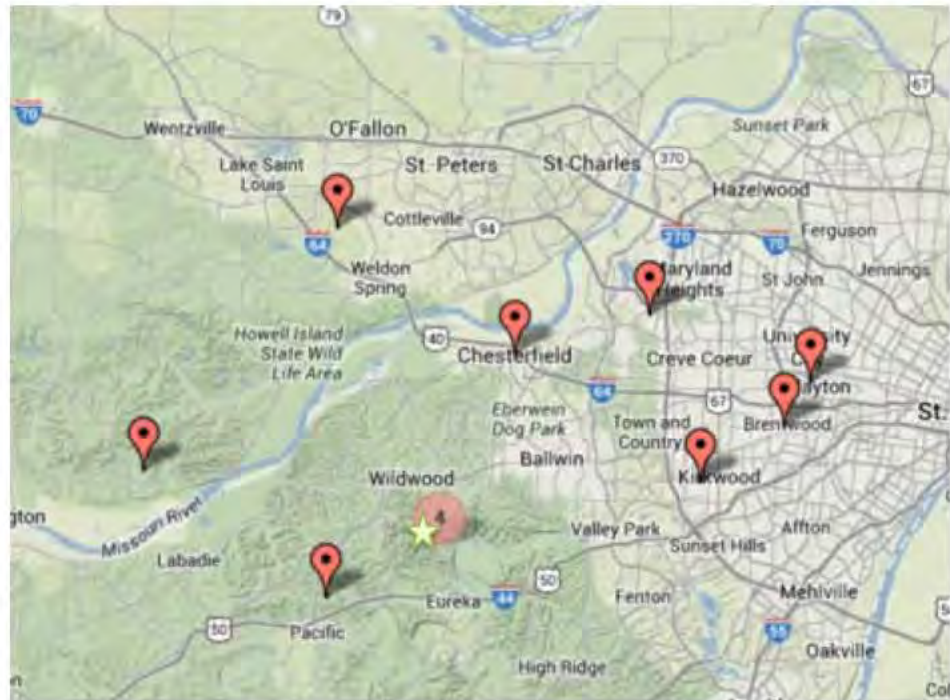 79
67
70
Wentzville
O'Fallon
Sunset Park
370
Lake Saint
Louis
St. Peters
St Charles
Hazelwood
Cottleville
94
64
270
70
Ferguson
Weldon
Spring
Maryland
Heights
St John
Jennings
Howell Island
State Wild
Life Area
40
Chesterfield
Creve Coeur
64
67
Eberwein
Dog Park
Town and
Country
Brentwood
St.
Ballwin
Kirkwood
Wildwood
4
gton
Missouri River
Valley Park
Affton
Sunset Hills
Labadie
50
Mehlville
Eureka
44
Fenton
50
Pacific
55
Oakville
High Ridge